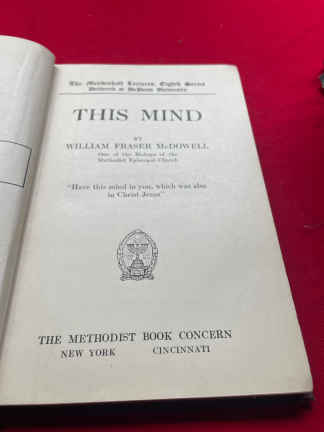 The Mendenhall Lectures, Eighth Series
Delivered at DePauw University
THIS MIND
BY
WILLIAM FRASER McDOWELL
One of the Bishops of the
Methodist Episcopal Church
"Have this mind in you, which was also
in Christ Jesus"
THE METHODIST BOOK CONCERN
NEW YORK CINCINNATI